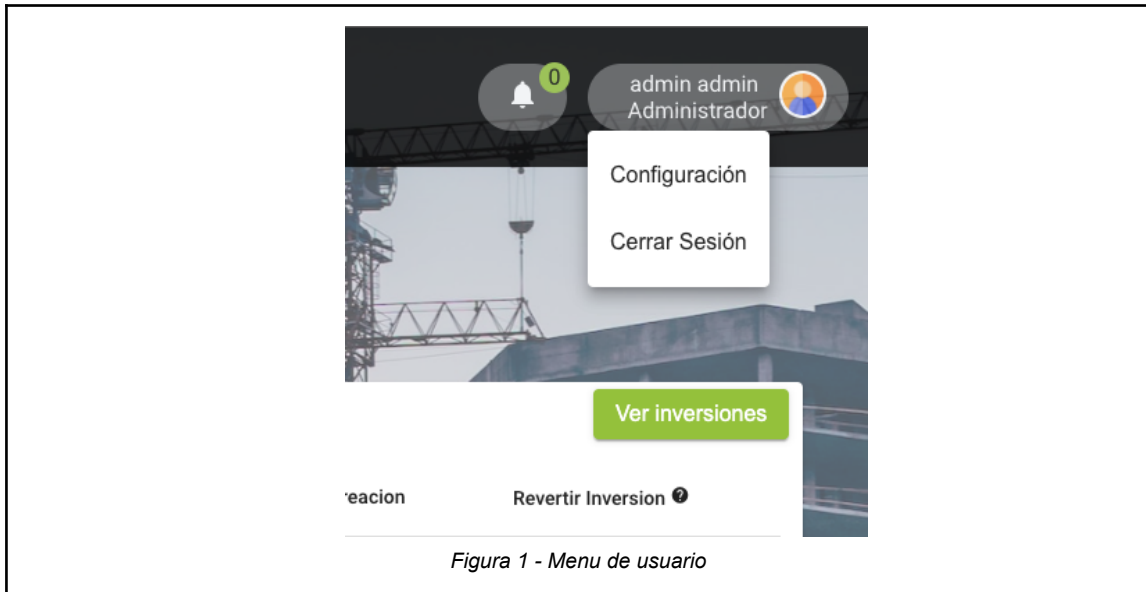 0
admin admin
Administrador
Configuración
Cerrar Sesión
Ver inversiones
reacion
Revertir Inversion ?
Figura 1 - Menu de usuario